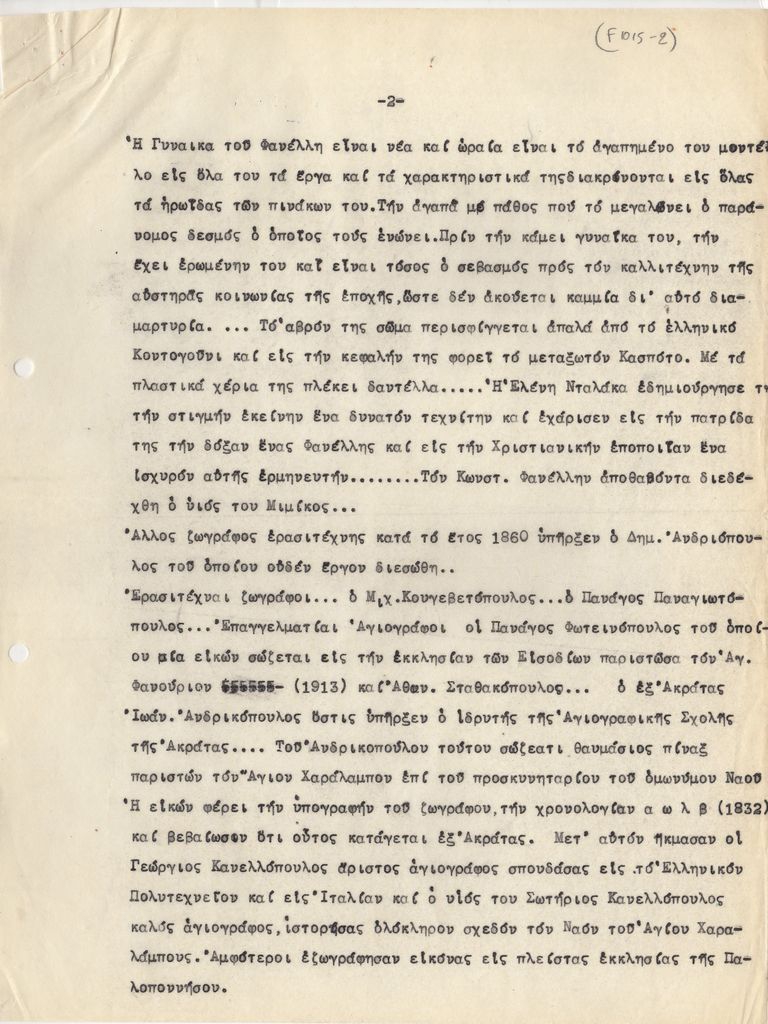 (F 1015 -2)
-2-
Ἡ Γυναικα τοῦ Φανέλλη εἶναι νέα καί ὡραία εἶναι τό ἀγαπημένο του μοντέ
λο εἰς ὅλα του τά ἔργα καί τά χαρακτηριστικά τηςδιακρένονται εἰς ὅλας
τά ἡρωῖδας τῶν πινάκων του.Τήν ἀγαπᾶ μέ πάθος πού τό μεγαλώνει ὁ παρά-
νομος δεσμός ὁ ὁποῖος τούς ἑνώνει.Πρίν τήν κάμει γυναῖκα του, τήν
ἔχει ἐρωμένην του καῖ εἶναι τόσος ὁ σεβασμός πρός τόν καλλιτέχνην τῆς
αὐστηρᾶς κοινωνίας τῆς ἐποχῆς,ὥστε δέν ἀκούεται καμμία δι' αὐτό δια-
μαρτυρία. ... Τό'αβρόν της σῶμα περισφίγγεται ἁπαλά ἀπό τό ἑλληνικό
Κοντογοῦνι καί εἰς τήν κεφαλήν της φορεῖ τό μεταξωτόν Κασπότο. Μέ τά
πλαστικά χέρια της πλέκει δαντέλλα.....Ἡ'Ελένη Νταλάκα ἐδημιούργησε τ
τήν στιγμήν ἐκείνην ἕνα δυνατόν τεχνίτην καί ἐχάρισεν εἰς τήν πατρίδα
της τήν δόξαν ἕνας Φανέλλης καί εἰς τήν Χριστιανικήν ἐποποιῖαν ἕνα
ἰσχυρόν αὐτῆς ἑρμηνευτήν........Τόν Κωνστ. Φανέλλην ἀποθαβόντα διεδέ-
χθη ὁ ὑιός του Μιμίκος...
Ἄλλος ζωγράφος ἐρασιτέχνης κατά τό ἔτος 1860 ὑπῆρξεν ὁ Δημ.'Ανδριόπου-
λος τοῦ ὁποίου οὐδέν ἔργον διεσώθη..
Ἐρασιτέχναι ζωγράφοι... ὁ Μιχ.Κουγεβετόπουλος...ὁ Πανάγος Παναγιωτό-
πουλος...'Επαγγελματίαι 'Αγιογράφοι οἱ Πανάγος Φωτεινόπουλος τοῦ ὁποί-
ου μία εἰκών σώζεται εἰς τήν ἐκκλησίαν τῶν Εἰσοδίων παριστῶσα τόν'Αγ.
Φανούριον (1913) καί'Αθαν. Σταθακόπουλος... ὁ ἐξ'Ακράτας
Ἰωάν.'Ανδρικόπουλος ὅστις ὑπῆρξεν ὁ ἱδρυτής τῆς'Αγιογραφικῆς Σχολῆς
τῆς'Ακράτας.... Τοῦ'Ανδρικοπούλου τούτου σώζεατι θαυμάσιος πίναξ
παριστών τόν"Αγιον Χαράλαμπον ἐπί τοῦ προσκυνηταρίου τοῦ ὁμωνύμου Ναοῦ
Ἡ εἰκών φέρει τήν ὑπογραφήν τοῦ ζωγράφου,τήν χρονολογίαν α ω λ β (1832)
καί βεβαίωσον ὅτι οὗτος κατάγεται ἐξ'Ακράτας. Μετ' αὐτόν ἤκμασαν οἱ
Γεώργιος Κανελλόπουλος ἄριστος ἁγιογράφος σπουδάσας εἰς .τό'Ελληνικόν
Πολυτεχνεῖον καί εἰς'Ιταλίαν καί ὁ υἱός του Σωτήριος Κανελλόπουλος
καλός ἁγιογράφος,ἱστορήσας ὁλόκληρον σχεδόν τόν Ναόν τοῦ'Αγίου Χαρα-
λάμπους.'Αμφότεροι ἐζωγράφησαν εἰκόνας εἰς πλείστας ἐκκλησίας τῆς Πα-
λοποννήσου.